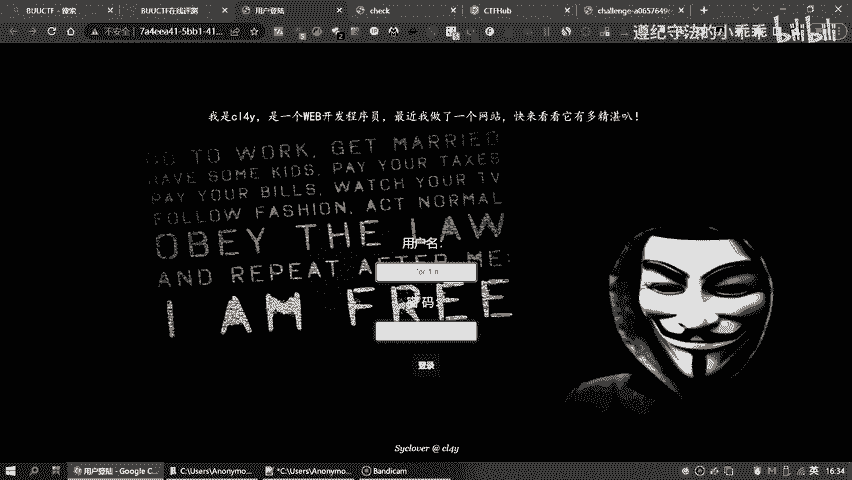 BUUCTF - 搜索
BUUCTF在线评测
用户登陆
check
CTFHub
challenge-a0657649
不安全
7a4eea41-5bb1-41...
遵纪守法的小乖乖
bilibili
我是cl4y，是一个WEB开发程序员，最近我做了一个网站，快来看看它有多精湛叭！
GO TO WORK, GET MARRIED
HAVE SOME KIDS, PAY YOUR TAXES
PAY YOUR BILLS, WATCH YOUR TV
FOLLOW FASHION, ACT NORMAL
OBEY THE LAW
AND REPEAT AFTER ME:
I AM FREE
用户名:
密码
登录
Syclover @ cl4y
用户登陆 - Google C...
C:\Users\Anonymo...
*C:\Users\Anonymo...
Bandicam
英
16:34